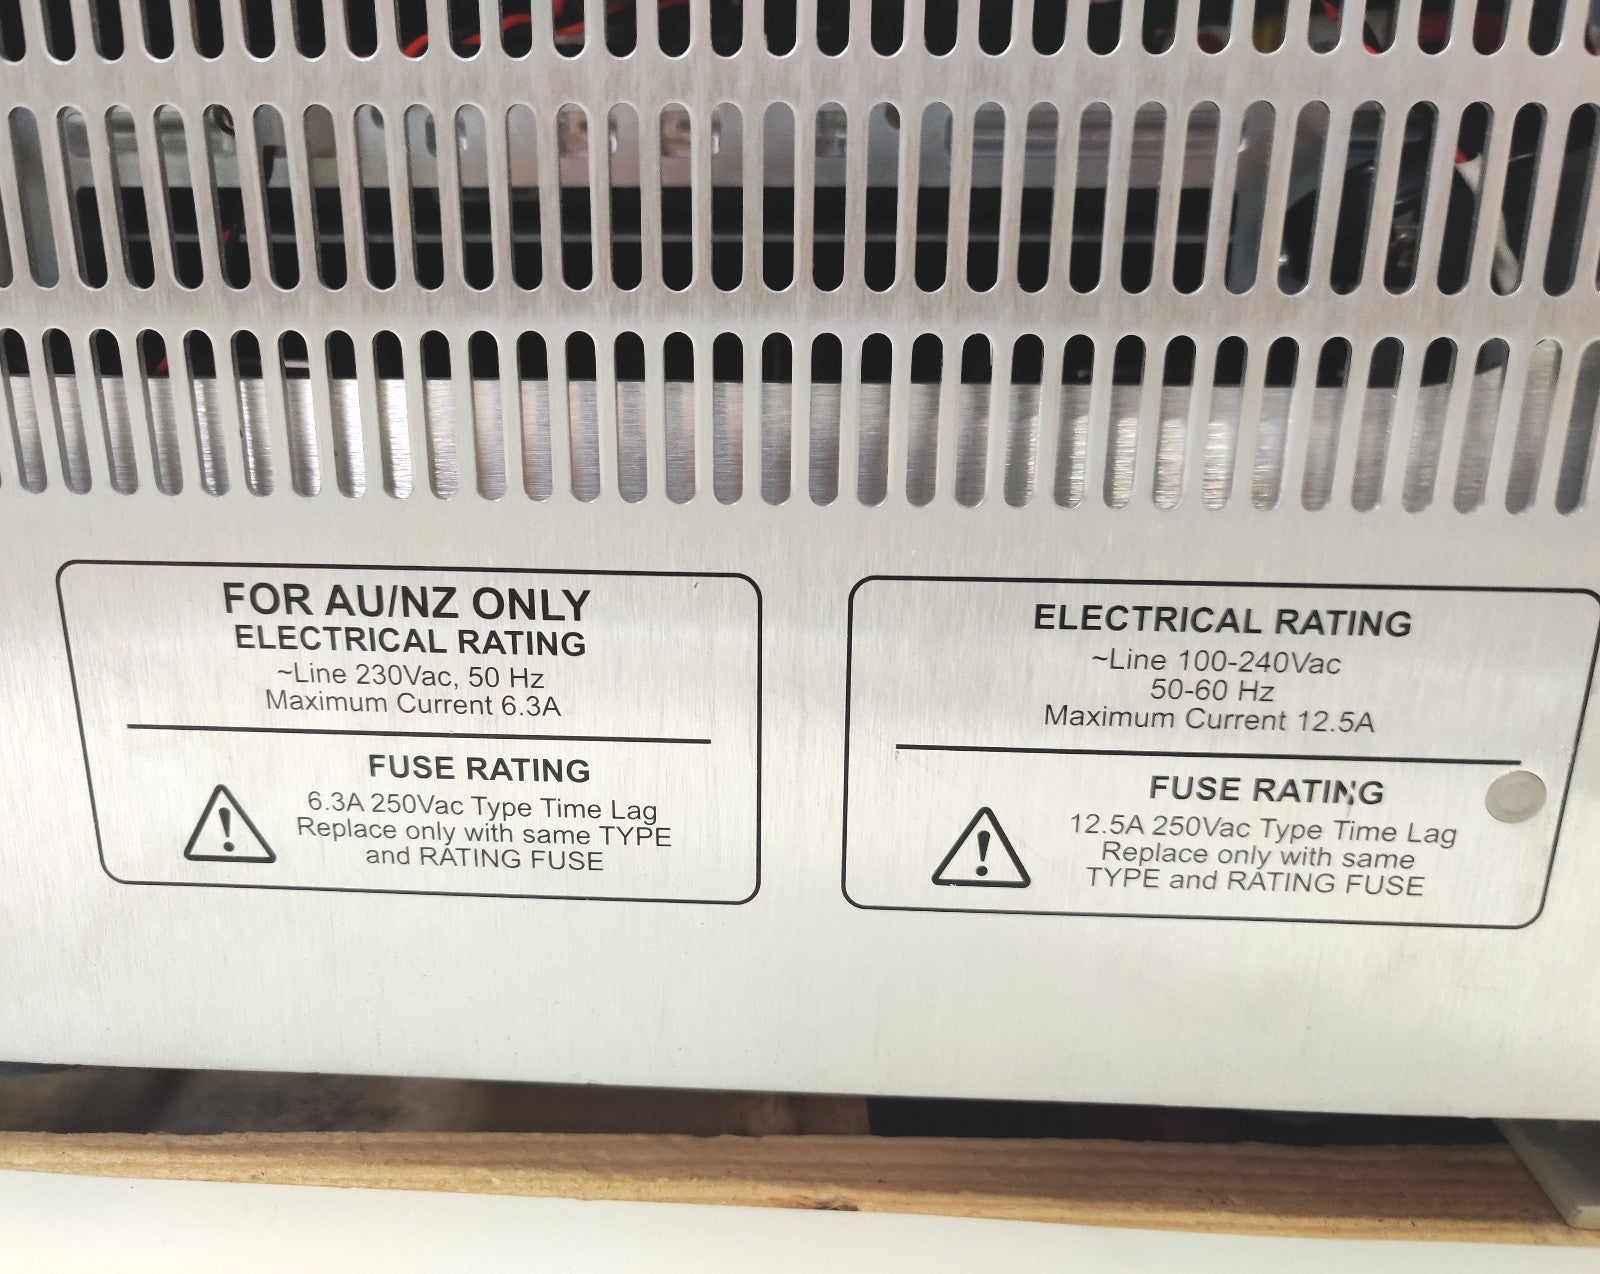 FOR AU/NZ ONLY
ELECTRICAL RATING
~Line 230Vac, 50 Hz
Maximum Current 6.3A
FUSE RATING
6.3A 250Vac Type Time Lag
Replace only with same TYPE
and RATING FUSE
ELECTRICAL RATING
~Line 100-240Vac
50-60 Hz
Maximum Current 12.5A
FUSE RATING
12.5A 250Vac Type Time Lag
Replace only with same
TYPE and RATING FUSE